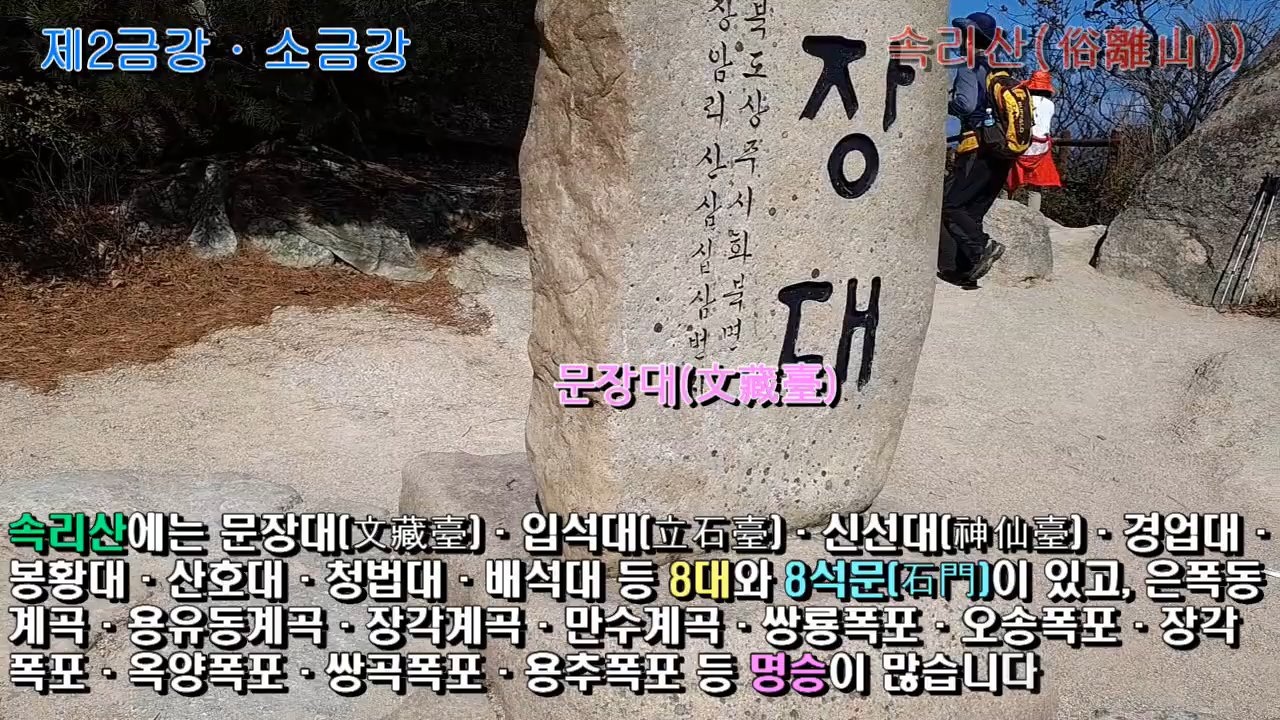 제2금강 · 소금강
속리산(俗離山))
장대
북도상주시화북면
장암리산삼십삼번
문장대(文藏臺)
속리산에는 문장대(文藏臺) · 입석대(立石臺) · 신선대(神仙臺) · 경업대 ·
봉황대 · 산호대 · 청법대 · 배석대 등 8대와 8석문(石門)이 있고, 은폭동
계곡 · 용유동계곡 · 장각계곡 · 만수계곡 · 쌍룡폭포 · 오송폭포 · 장각
폭포 · 옥양폭포 · 쌍곡폭포 · 용추폭포 등 명승이 많습니다